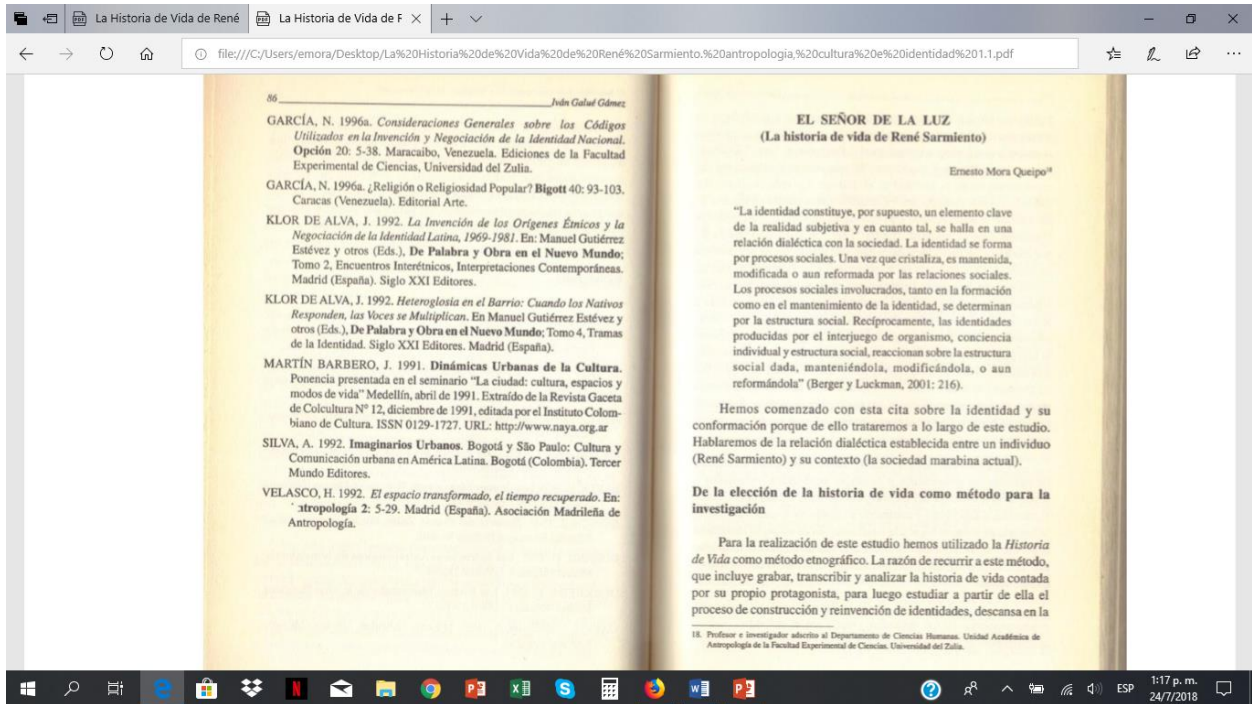 La Historia de Vida de René
La Historia de Vida de F
file:///C:/Users/emora/Desktop/La%20Historia%20de%20Vida%20de%20René%20Sarmiento.%20antropologia,%20cultura%20e%20identidad%201.1.pdf
86 Iván Galué Gámez
GARCÍA, N. 1996a. Consideraciones Generales sobre los Códigos
Utilizados en la Invención y Negociación de la Identidad Nacional.
Opción 20: 5-38. Maracaibo, Venezuela. Ediciones de la Facultad
Experimental de Ciencias, Universidad del Zulia.
GARCÍA, N. 1996a. ¿Religión o Religiosidad Popular? Bigott 40: 93-103.
Caracas (Venezuela). Editorial Arte.
KLOR DE ALVA, J. 1992. La Invención de los Orígenes Étnicos y la
Negociación de la Identidad Latina, 1969-1981. En: Manuel Gutiérrez
Estévez y otros (Eds.), De Palabra y Obra en el Nuevo Mundo;
Tomo 2, Encuentros Interétnicos, Interpretaciones Contemporáneas.
Madrid (España). Siglo XXI Editores.
KLOR DE ALVA, J. 1992. Heteroglosia en el Barrio: Cuando los Nativos
Responden, las Voces se Multiplican. En Manuel Gutiérrez Estévez y
otros (Eds.), De Palabra y Obra en el Nuevo Mundo; Tomo 4, Tramas
de la Identidad. Siglo XXI Editores. Madrid (España).
MARTÍN BARBERO, J. 1991. Dinámicas Urbanas de la Cultura.
Ponencia presentada en el seminario "La ciudad: cultura, espacios y
modos de vida" Medellín, abril de 1991. Extraído de la Revista Gaceta
de Colcultura Nº 12, diciembre de 1991, editada por el Instituto Colom-
biano de Cultura. ISSN 0129-1727. URL: http://www.naya.org.ar
SILVA, A. 1992. Imaginarios Urbanos. Bogotá y São Paulo: Cultura y
Comunicación urbana en América Latina. Bogotá (Colombia). Tercer
Mundo Editores.
VELASCO, H. 1992. El espacio transformado, el tiempo recuperado. En:
tropología 2: 5-29. Madrid (España). Asociación Madrileña de
Antropología.
EL SEÑOR DE LA LUZ
(La historia de vida de René Sarmiento)
Ernesto Mora Queipo18
"La identidad constituye, por supuesto, un elemento clave
de la realidad subjetiva y en cuanto tal, se halla en una
relación dialéctica con la sociedad. La identidad se forma
por procesos sociales. Una vez que cristaliza, es mantenida,
modificada o aun reformada por las relaciones sociales.
Los procesos sociales involucrados, tanto en la formación
como en el mantenimiento de la identidad, se determinan
por la estructura social. Recíprocamente, las identidades
producidas por el interjuego de organismo, conciencia
individual y estructura social, reaccionan sobre la estructura
social dada, manteniéndola, modificándola, o aun
reformándola" (Berger y Luckman, 2001: 216).
Hemos comenzado con esta cita sobre la identidad y su
conformación porque de ello trataremos a lo largo de este estudio.
Hablaremos de la relación dialéctica establecida entre un individuo
(René Sarmiento) y su contexto (la sociedad marabina actual).
De la elección de la historia de vida como método para la
investigación
Para la realización de este estudio hemos utilizado la Historia
de Vida como método etnográfico. La razón de recurrir a este método,
que incluye grabar, transcribir y analizar la historia de vida contada
por su propio protagonista, para luego estudiar a partir de ella el
proceso de construcción y reinvención de identidades, descansa en la
18. Profesor e investigador adscrito al Departamento de Ciencias Humanas. Unidad Académica de
Antropología de la Facultad Experimental de Ciencias. Universidad del Zulia.
ESP
1:17 p. m.
24/7/2018